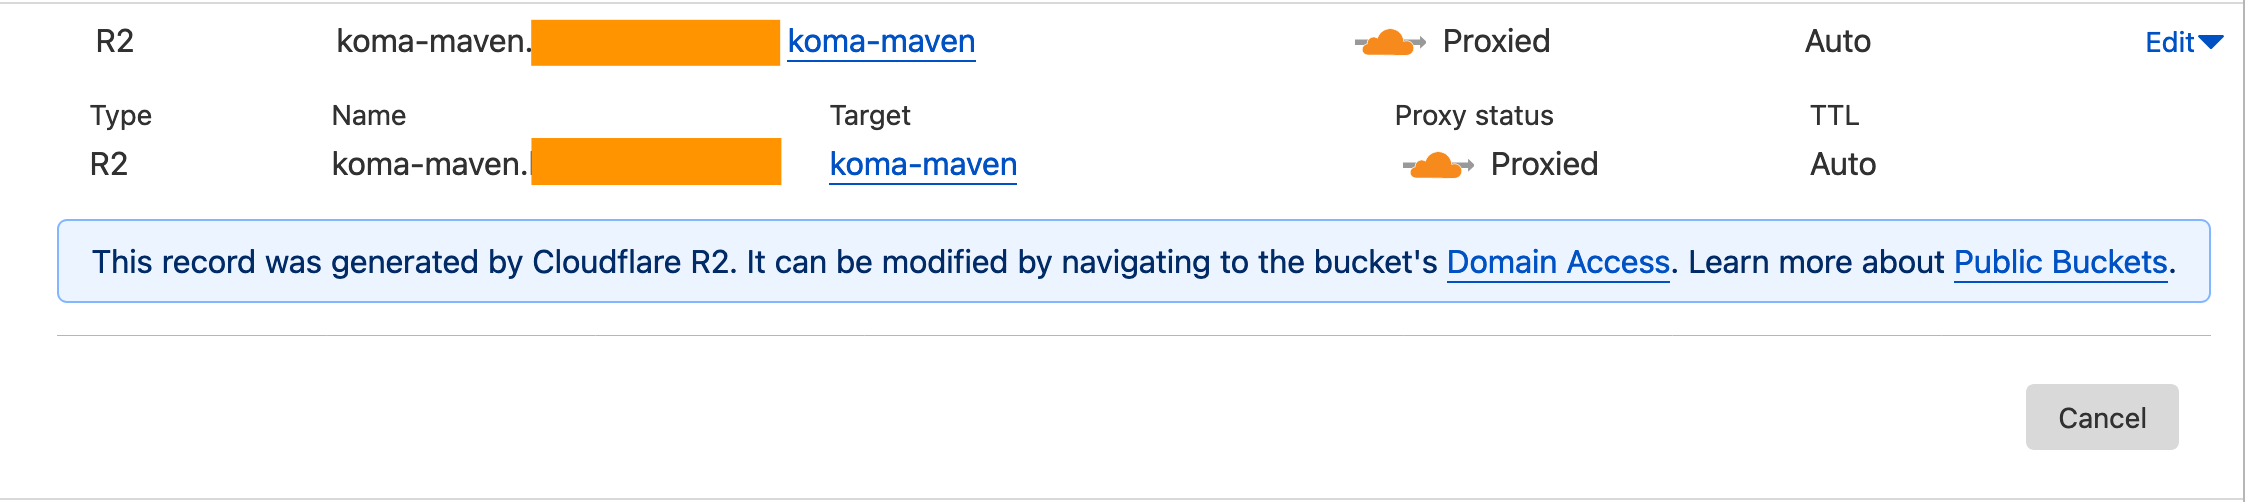 R2 koma-maven. koma-maven Proxied Auto Edit
Type Name Target Proxy status TTL
R2 koma-maven. koma-maven Proxied Auto
This record was generated by Cloudflare R2. It can be modified by navigating to the bucket's Domain Access. Learn more about Public Buckets.
Cancel